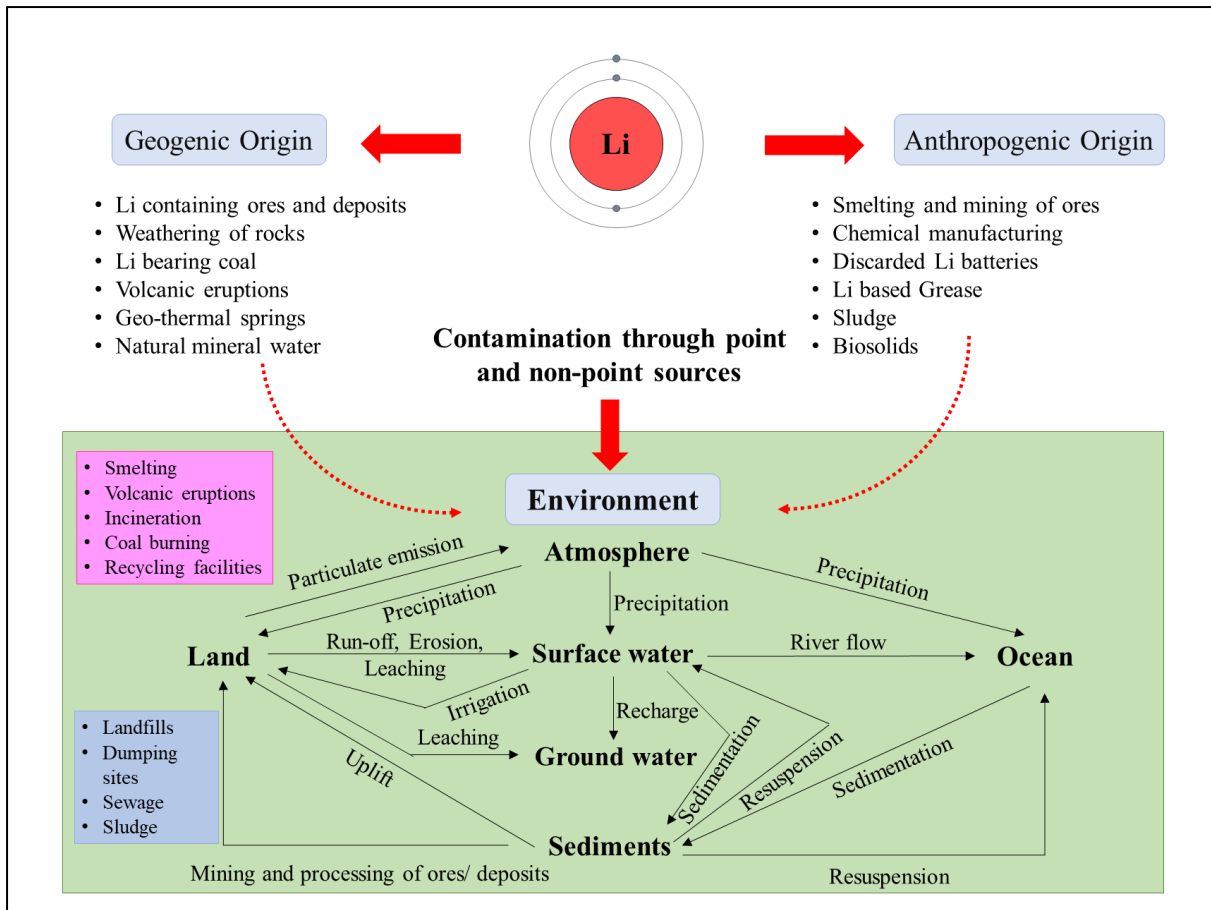 Li
Geogenic Origin
Anthropogenic Origin
• Li containing ores and deposits
• Weathering of rocks
• Li bearing coal
• Volcanic eruptions
• Geo-thermal springs
• Natural mineral water
• Smelting and mining of ores
• Chemical manufacturing
• Discarded Li batteries
• Li based Grease
• Sludge
• Biosolids
Contamination through point
and non-point sources
• Smelting
• Volcanic eruptions
• Incineration
• Coal burning
• Recycling facilities
Environment
Atmosphere
Particulate emission
Precipitation
Precipitation
Precipitation
Land
Run-off, Erosion,
Leaching
Surface water
River flow
Ocean
Irrigation
Recharge
Leaching
Ground water
Sedimentation
Resuspension
Sedimentation
Uplift
• Landfills
• Dumping
sites
• Sewage
• Sludge
Sediments
Mining and processing of ores/ deposits
Resuspension